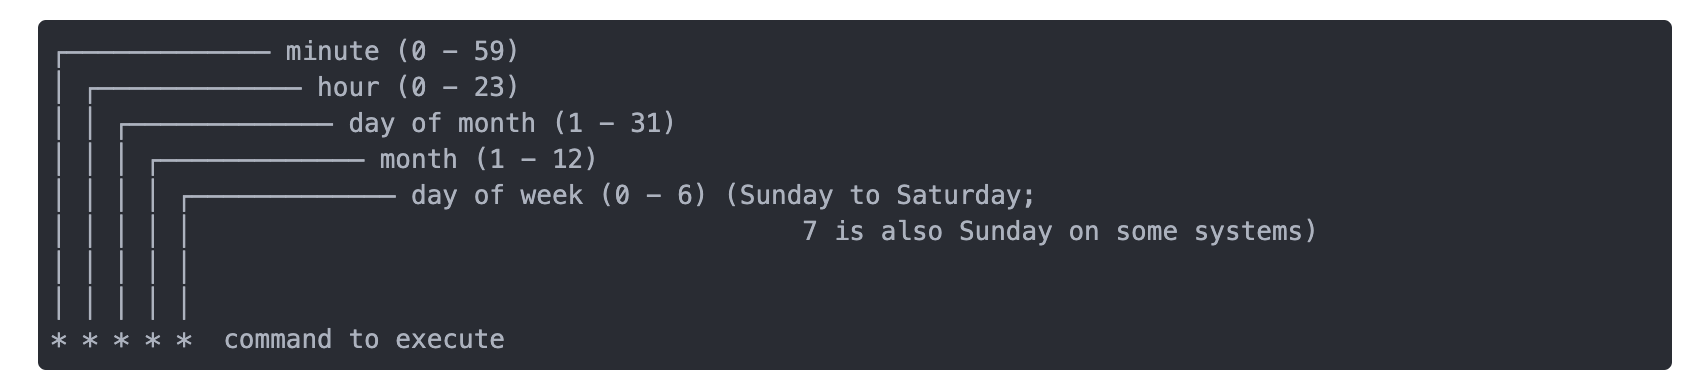 minute (0 – 59)
hour (0 – 23)
day of month (1 – 31)
month (1 – 12)
day of week (0 – 6) (Sunday to Saturday;
7 is also Sunday on some systems)
* * * * * command to execute